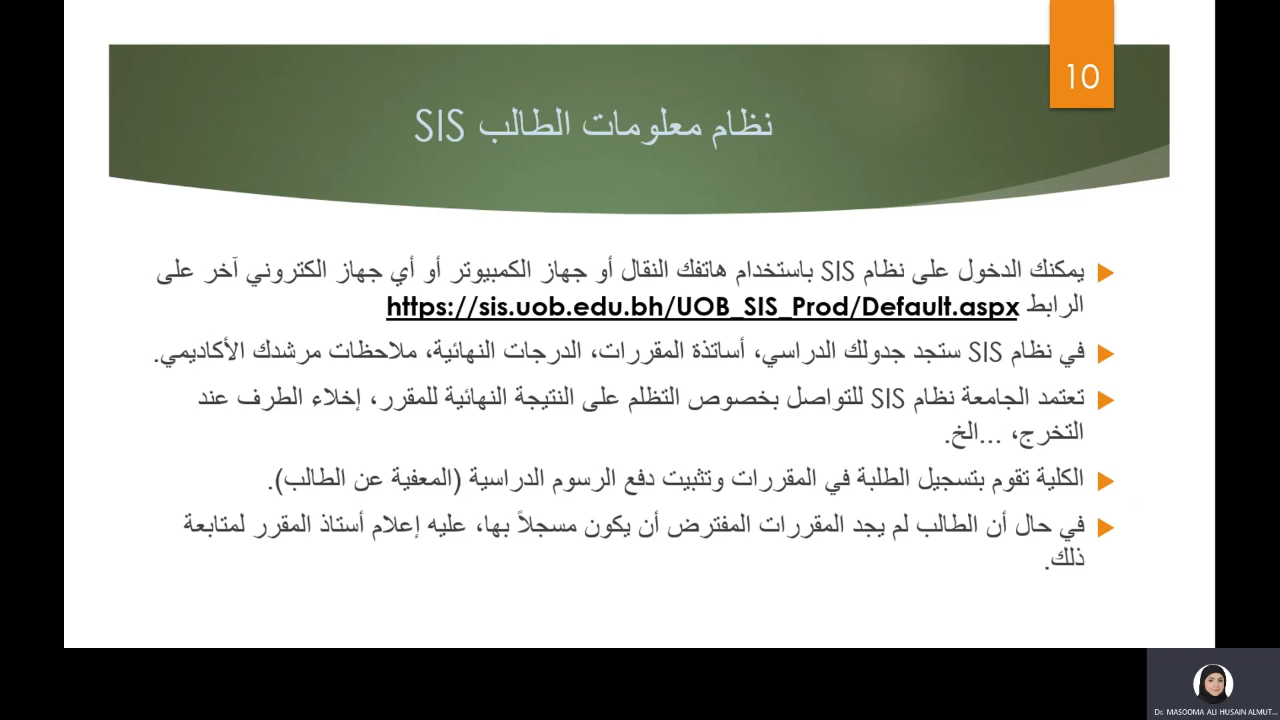 10
نظام معلومات الطالب SIS
يمكنك الدخول على نظام SIS باستخدام هاتفك النقال أو جهاز الكمبيوتر أو أي جهاز الكتروني آخر على
الرابط https://sis.uob.edu.bh/UOB_SIS_Prod/Default.aspx
في نظام SIS ستجد جدولك الدراسي، أساتذة المقررات، الدرجات النهائية، ملاحظات مرشدك الأكاديمي.
تعتمد الجامعة نظام SIS للتواصل بخصوص التظلم على النتيجة النهائية للمقرر، إخلاء الطرف عند
التخرج، ...الخ.
الكلية تقوم بتسجيل الطلبة في المقررات وتثبيت دفع الرسوم الدراسية (المعفية عن الطالب).
في حال أن الطالب لم يجد المقررات المفترض أن يكون مسجلاً بها، عليه إعلام أستاذ المقرر لمتابعة
ذلك.
Dr. MASOOMA ALI HUSAIN ALMUT...